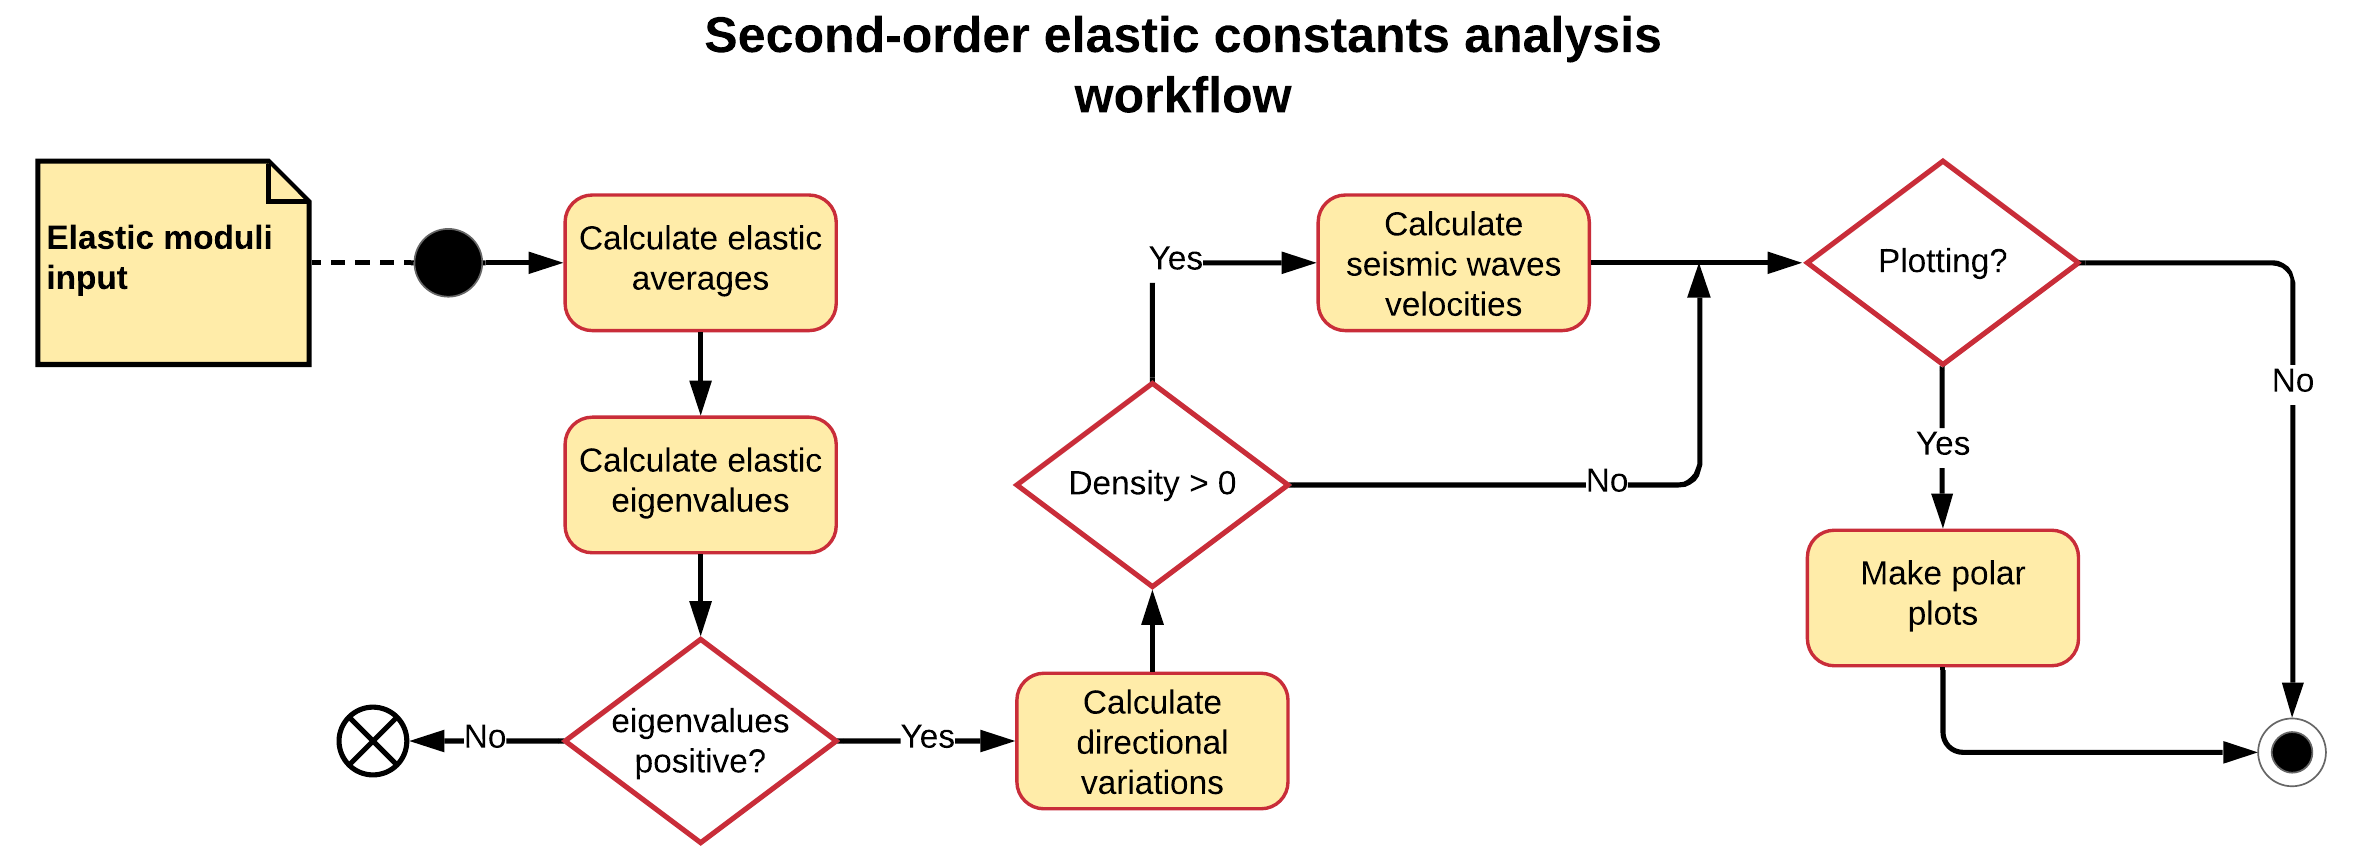 Second-order elastic constants analysis
workflow
Elastic moduli
input
Calculate elastic
averages
Calculate elastic
eigenvalues
eigenvalues
positive?
No
Yes
Calculate
directional
variations
Density > 0
Yes
No
Calculate
seismic waves
velocities
Plotting?
Yes
No
Make polar
plots